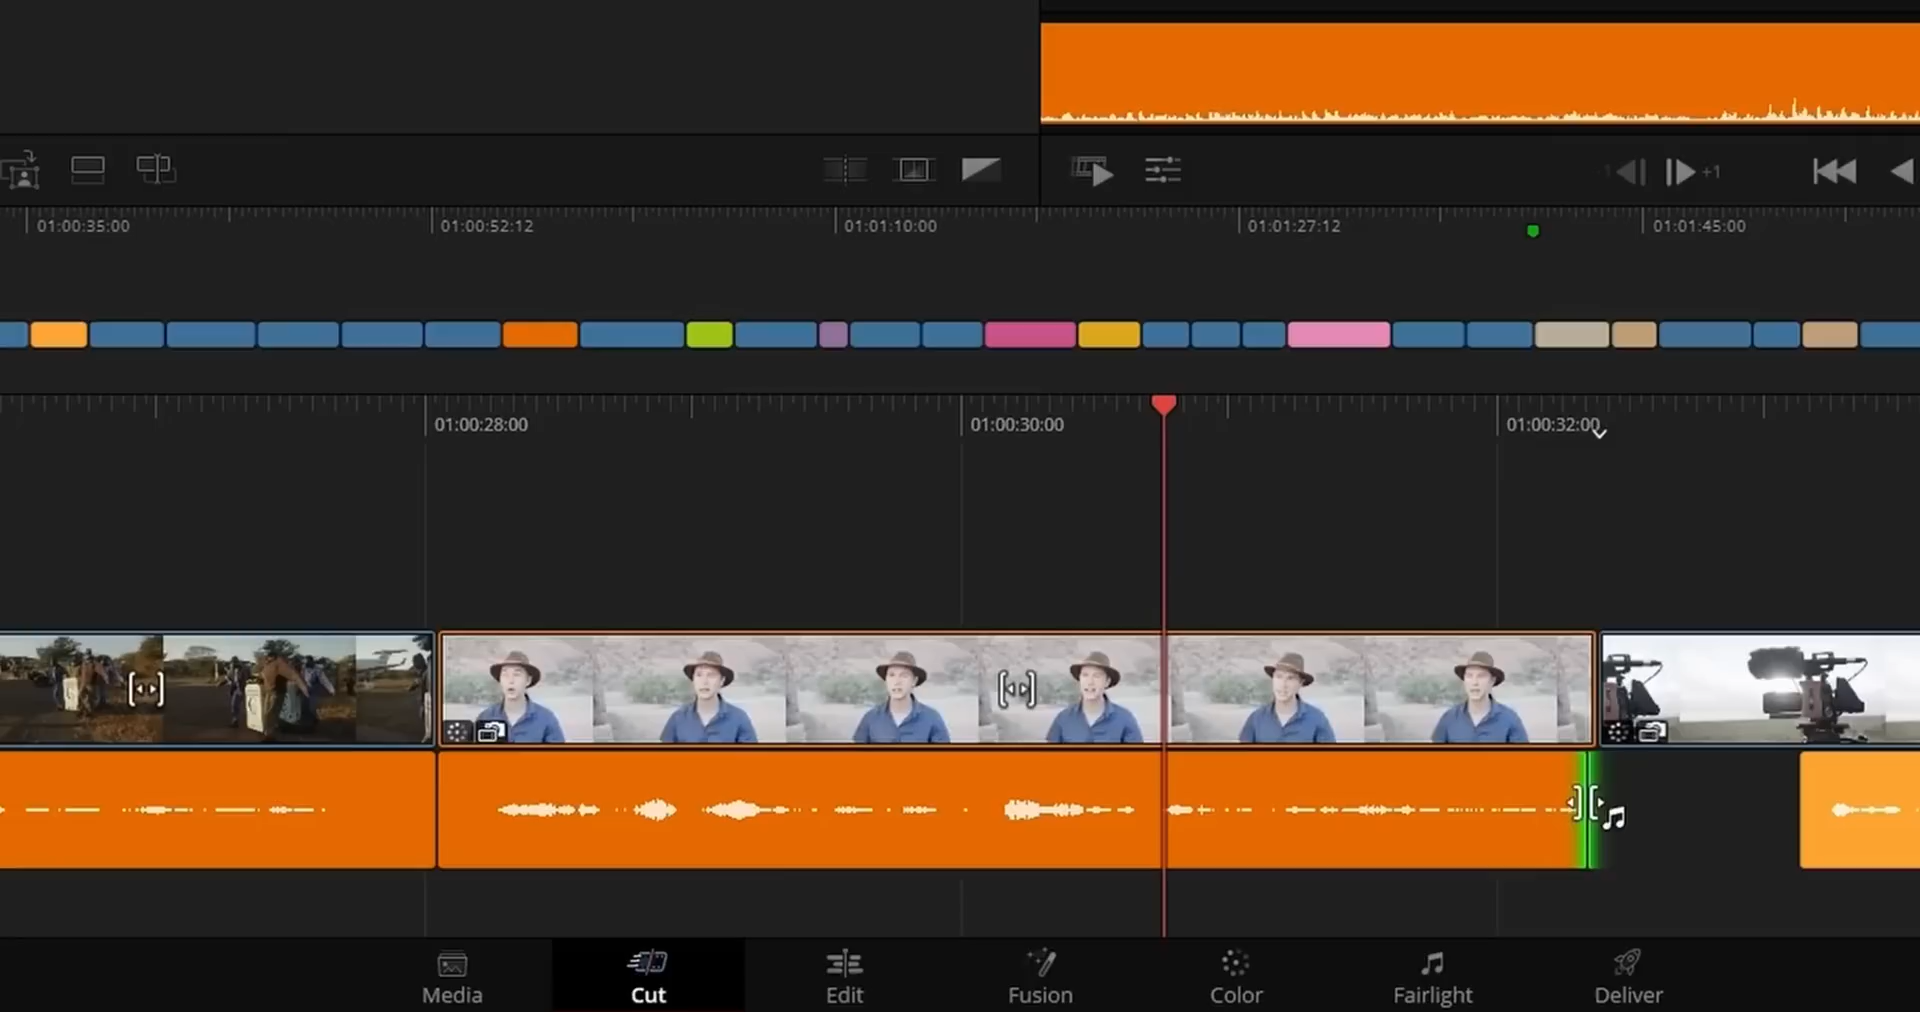 +1
01:00:35:00
01:00:52:12
01:01:10:00
01:01:27:12
01:01:45:00
01:00:28:00
01:00:30:00
01:00:32:00
Media
Cut
Edit
Fusion
Color
Fairlight
Deliver